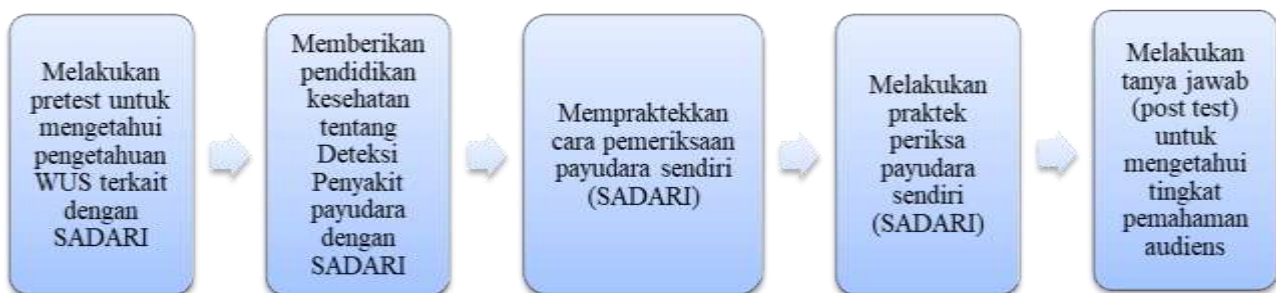 Melakukan
pretest untuk
mengetahui
pengetahuan
WUS terkait
dengan
SADARI
Memberikan
pendidikan
kesehatan
tentang
Deteksi
Penyakit
payudara
dengan
SADARI
Mempraktekkan
cara pemeriksaan
payudara sendiri
(SADARI)
Melakukan
praktek
periksa
payudara
sendiri
(SADARI)
Melakukan
tanya jawab
(post test)
untuk
mengetahui
tingkat
pemahaman
audiens